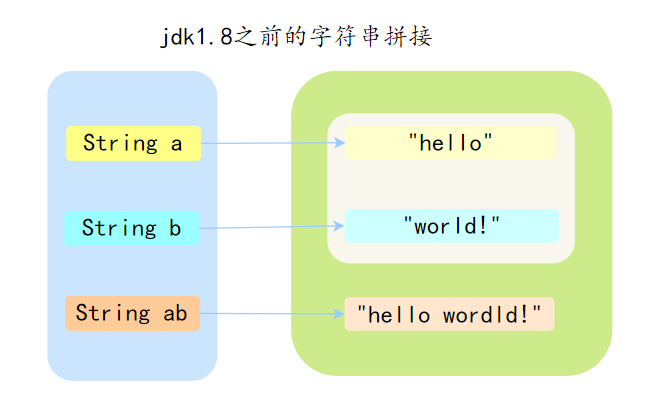 jdk1.8之前的字符串拼接
String a
"hello"
String b
"world!"
String ab
"hello wordld!"